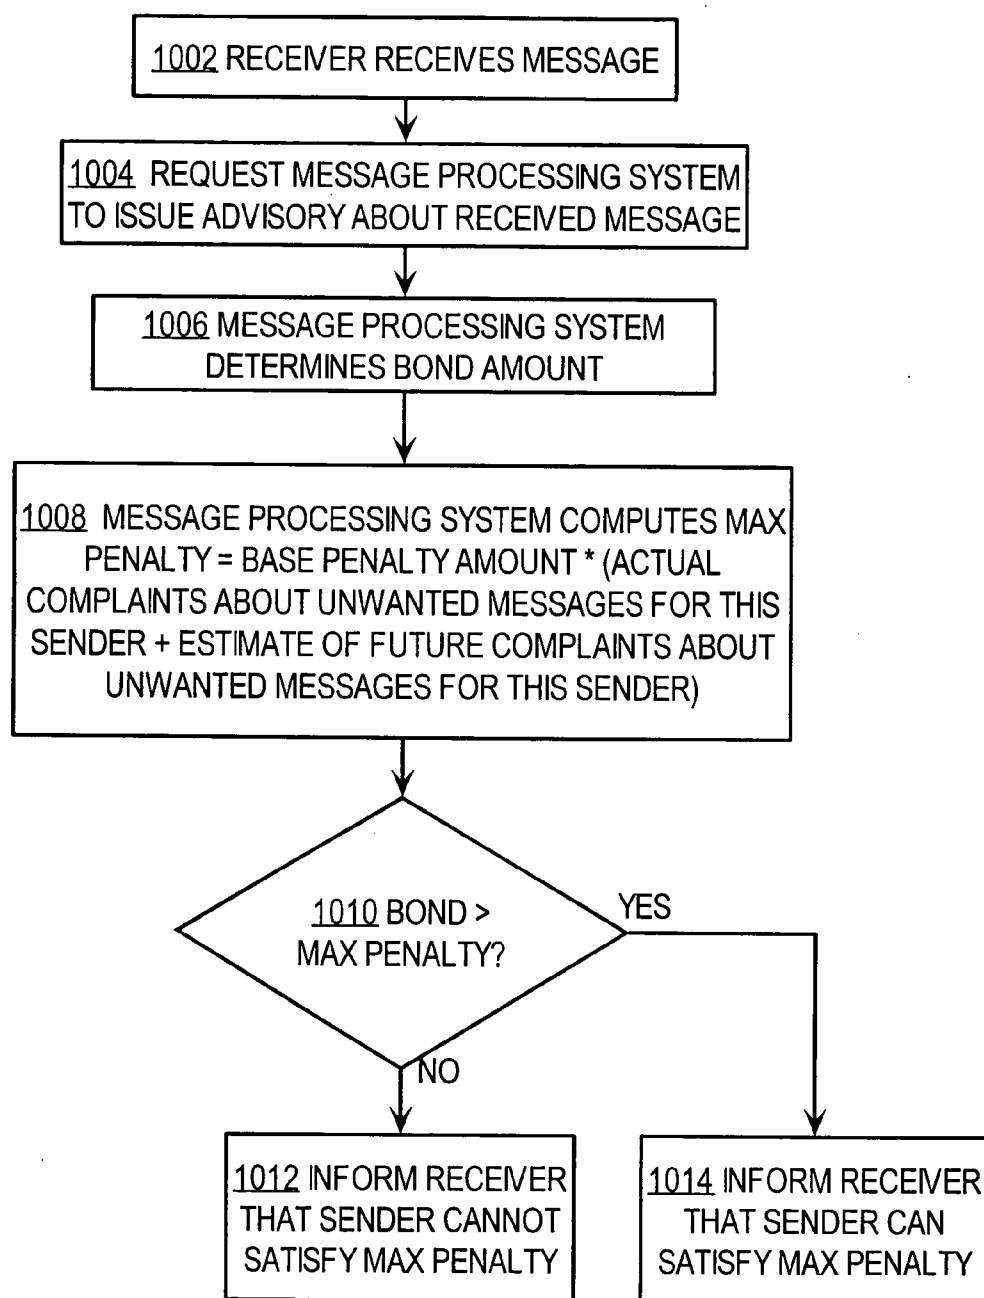 1002 RECEIVER RECEIVES MESSAGE
1004 REQUEST MESSAGE PROCESSING SYSTEM
TO ISSUE ADVISORY ABOUT RECEIVED MESSAGE
1006 MESSAGE PROCESSING SYSTEM
DETERMINES BOND AMOUNT
1008 MESSAGE PROCESSING SYSTEM COMPUTES MAX
PENALTY = BASE PENALTY AMOUNT * (ACTUAL
COMPLAINTS ABOUT UNWANTED MESSAGES FOR THIS
SENDER + ESTIMATE OF FUTURE COMPLAINTS ABOUT
UNWANTED MESSAGES FOR THIS SENDER)
1010 BOND >
MAX PENALTY?
YES
NO
1012 INFORM RECEIVER
THAT SENDER CANNOT
SATISFY MAX PENALTY
1014 INFORM RECEIVER
THAT SENDER CAN
SATISFY MAX PENALTY